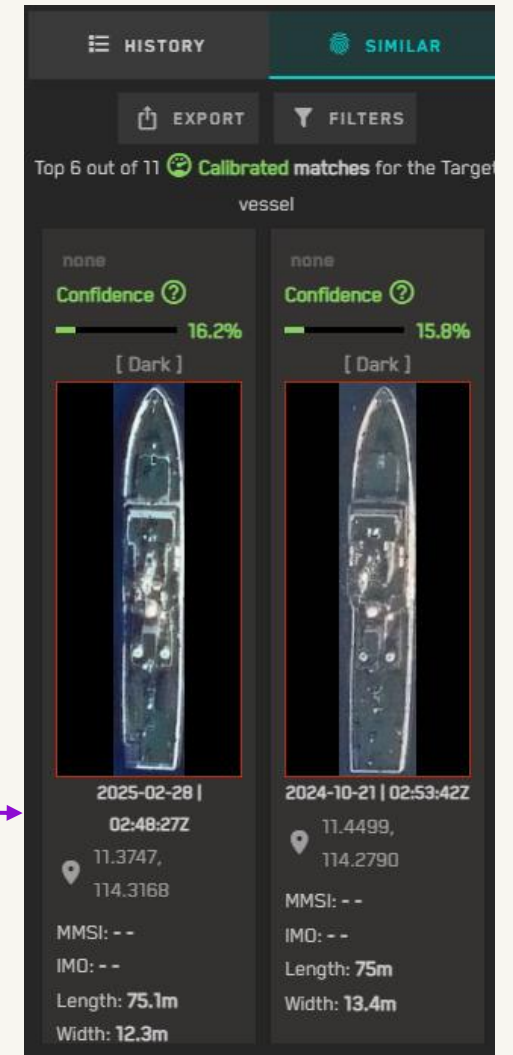 HISTORY
SIMILAR
EXPORT
FILTERS
Top 6 out of 11 Calibrated matches for the Target
vessel
none
Confidence ?
16.2%
[ Dark ]
2025-02-28 |
02:48:27Z
11.3747,
114.3168
MMSI: - -
IMO: - -
Length: 75.1m
Width: 12.3m
none
Confidence ?
15.8%
[ Dark ]
2024-10-21 | 02:53:42Z
11.4499,
114.2790
MMSI: - -
IMO: - -
Length: 75m
Width: 13.4m